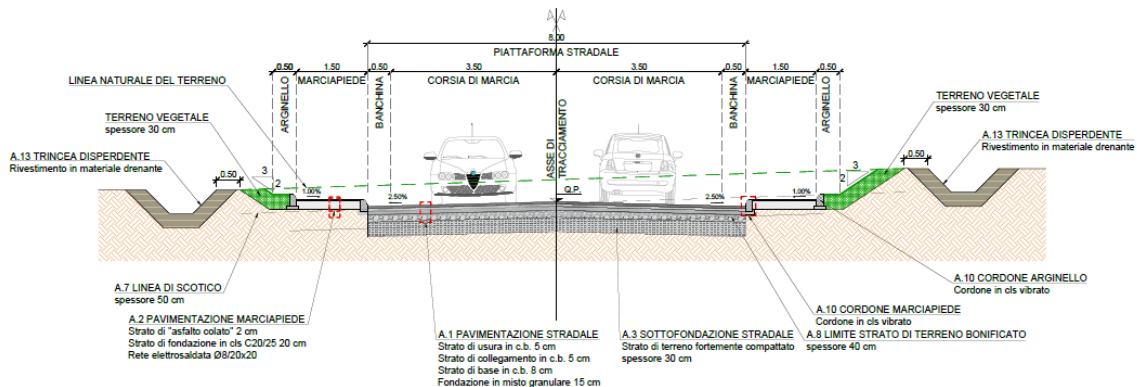 8.00
PIATTAFORMA STRADALE
0.50 1.50 0.50 3.50 3.50 0.50 1.50 0.50
ARGINELLO
MARCIAPIEDE
BANCHINA
CORSIA DI MARCIA
ASSE DI TRACCIAMENTO
CORSIA DI MARCIA
BANCHINA
MARCIAPIEDE
ARGINELLO
LINEA NATURALE DEL TERRENO
TERRENO VEGETALE
spessore 30 cm
A.13 TRINCEA DISPERDENTE
Rivestimento in materiale drenante
TERRENO VEGETALE
spessore 30 cm
A.13 TRINCEA DISPERDENTE
Rivestimento in materiale drenante
0.50
3
2
1.00%
2.50%
Q.P.
2.50%
1.00%
3
2
0.50
A.7 LINEA DI SCOTICO
spessore 50 cm
A.2 PAVIMENTAZIONE MARCIAPIEDE
Strato di "asfalto colato" 2 cm
Strato di fondazione in cls C20/25 20 cm
Rete elettrosaldata Ø8/20x20
A.1 PAVIMENTAZIONE STRADALE
Strato di usura in c.b. 5 cm
Strato di collegamento in c.b. 5 cm
Strato di base in c.b. 8 cm
Fondazione in misto granulare 15 cm
A.3 SOTTOFONDAZIONE STRADALE
Strato di terreno fortemente compattato
spessore 30 cm
A.10 CORDONE ARGINELLO
Cordone in cls vibrato
A.10 CORDONE MARCIAPIEDE
Cordone in cls vibrato
A.8 LIMITE STRATO DI TERRENO BONIFICATO
spessore 40 cm